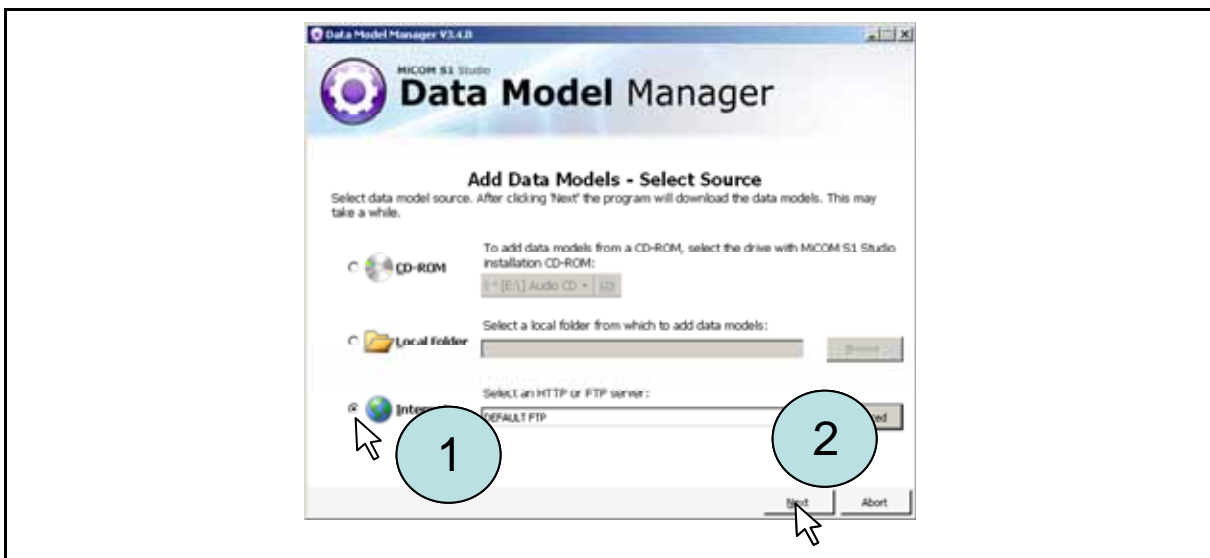 Data Model Manager V3.4.0
MiCOM S1 Studio
Data Model Manager
Add Data Models - Select Source
Select data model source. After clicking 'Next' the program will download the data models. This may
take a while.
To add data models from a CD-ROM, select the drive with MiCOM S1 Studio
CD-ROM
installation CD-ROM:
[E:\] Audio CD
Select a local folder from which to add data models:
Local Folder
Select an HTTP or FTP server:
DEFAULT FTP
1
2
Next Abort